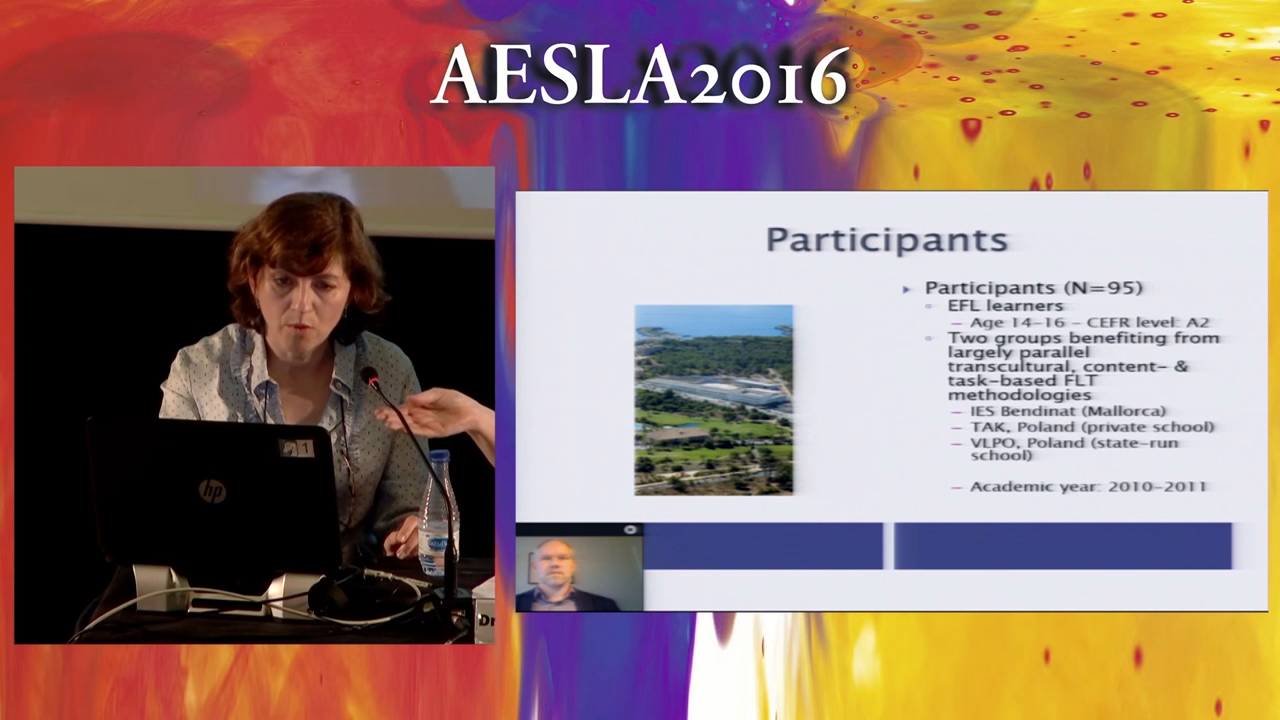 AESLA2016
Participants
Participants (N=95)
EFL learners
– Age 14-16 - CEFR level: A2
Two groups benefiting from
largely parallel
transcultural, content- &
task-based FLT
methodologies
– IES Bendinat (Mallorca)
– TAK, Poland (private school)
– VLPO, Poland (state-run
school)
– Academic year: 2010-2011
hp
1
Dr